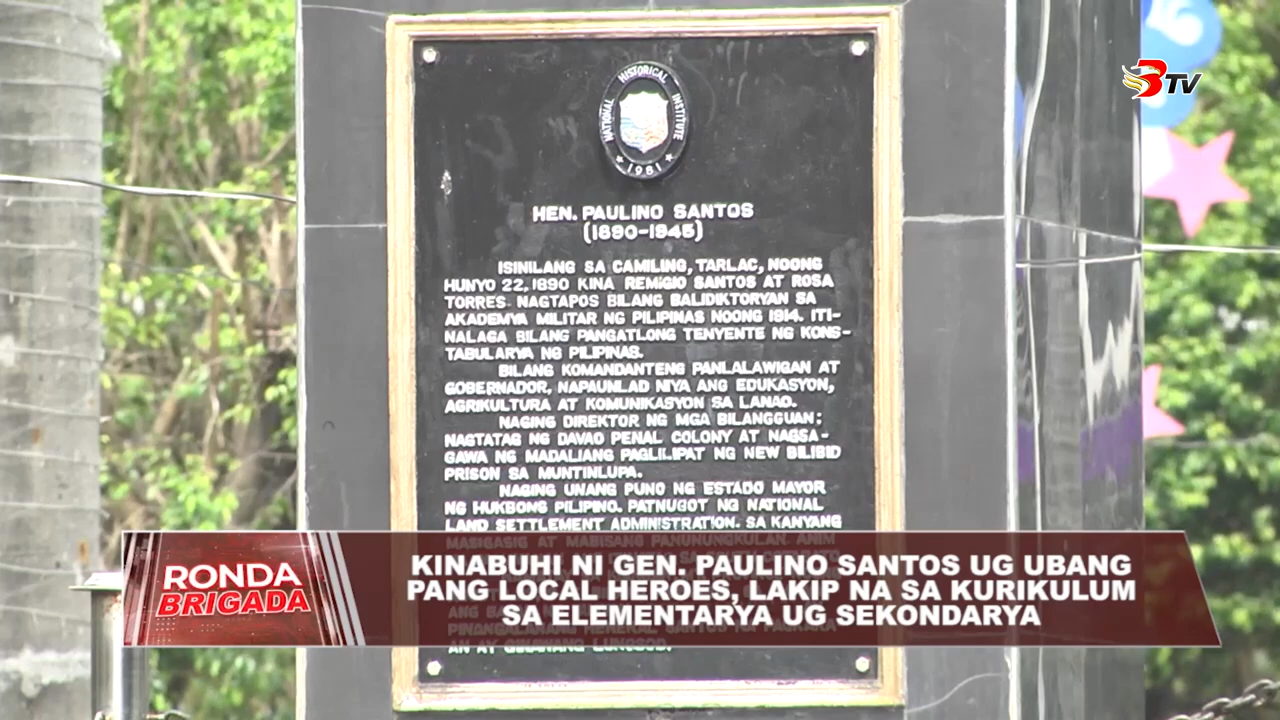 NATIONAL HISTORICAL INSTITUTE
1981
BTV
HEN. PAULINO SANTOS
(1890-1945)
ISINILANG SA CAMILING, TARLAC, NOONG
HUNYO 22, 1890 KINA REMIGIO SANTOS AT ROSA
TORRES. NAGTAPOS BILANG BALIDIKTORYAN SA
AKADEMYA MILITAR NG PILIPINAS NOONG 1914. ITI-
NALAGA BILANG PANGATLONG TENYENTE NG KONS-
TABULARYA NG PILIPINAS.
BILANG KOMANDANTENG PANLALAWIGAN AT
GOBERNADOR, NAPAUNLAD NIYA ANG EDUKASYON,
AGRIKULTURA AT KOMUNIKASYON SA LANAO.
NAGING DIREKTOR NG MGA BILANGGUAN;
NAGTATAG NG DAVAO PENAL COLONY AT NAGSA-
GAWA NG MADALIANG PAGLILIPAT NG NEW BILIBID
PRISON SA MUNTINLUPA.
NAGING UNANG PUNO NG ESTADO MAYOR
NG HUKBONG PILIPINO. PATNUGOT NG NATIONAL
LAND SETTLEMENT ADMINISTRATION. SA KANYANG
MASIGASIG AT MABISANG PANUNUNGKULAN, ANIM
RONDA
BRIGADA
KINABUHI NI GEN. PAULINO SANTOS UG UBANG
PANG LOCAL HEROES, LAKIP NA SA KURIKULUM
SA ELEMENTARYA UG SEKONDARYA